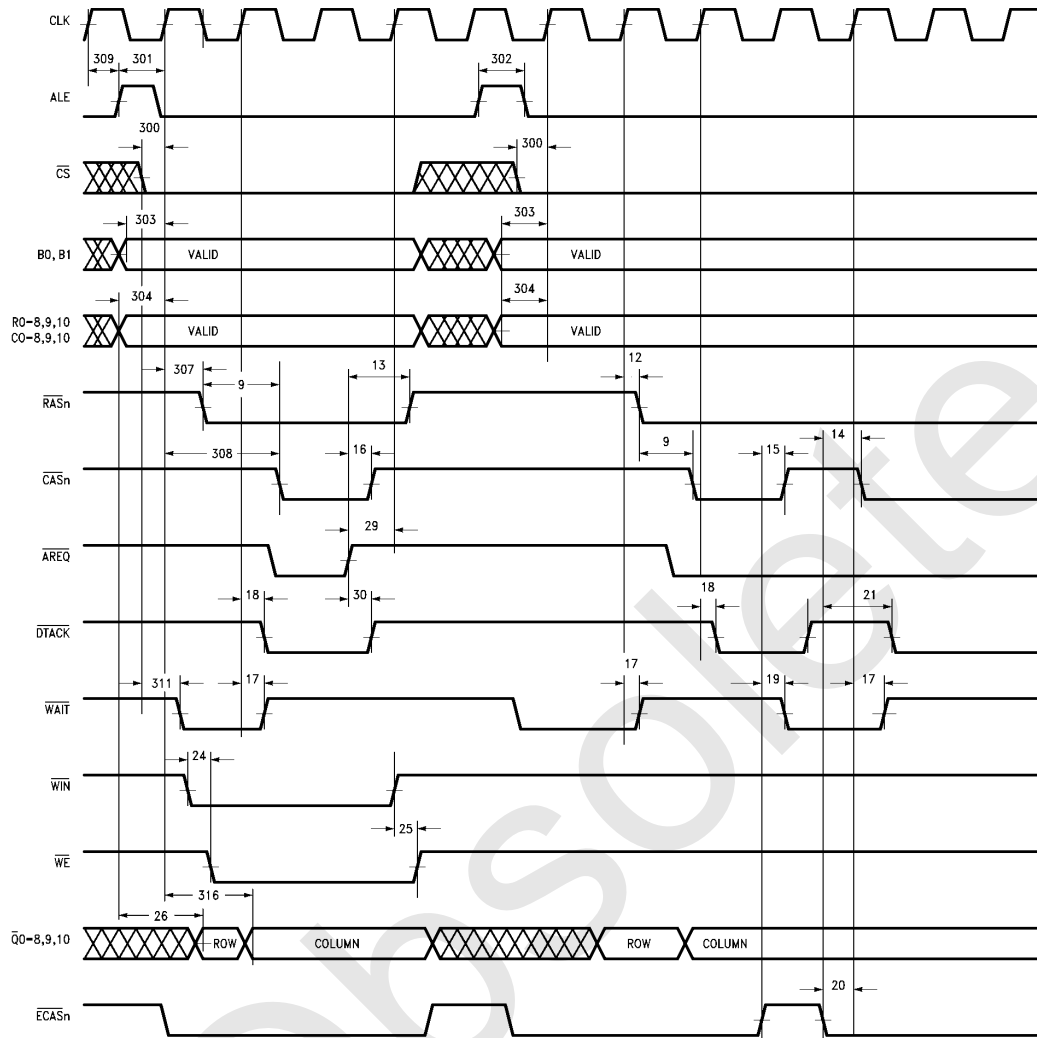 CLK
309 301 302
ALE
300 300
CS
303 303
B0, B1 VALID VALID
304 304
R0-8,9,10
C0-8,9,10 VALID VALID
307 9 13 12
RASn
308 16 9 15 14
CASn
29
AREQ
18 30 18 21
DTACK
311 17 17 19 17
WAIT
24
WIN
25
WE
316
26
Q0-8,9,10 ROW COLUMN ROW COLUMN
20
ECASn
obsolete